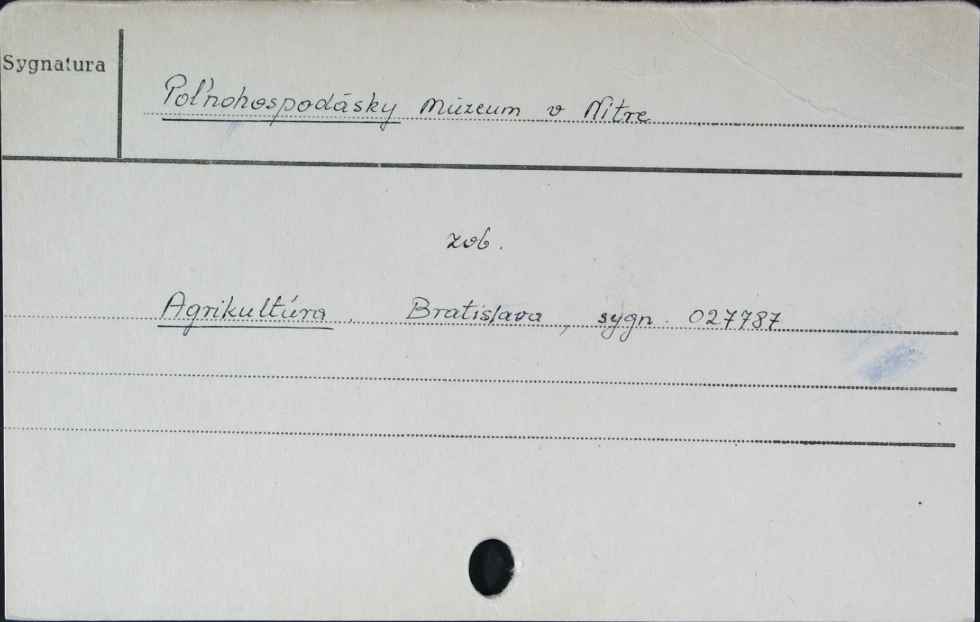 Sygnatura
Poľnohospodásky Múzeum v Nitre
zob.
Agrikultúra. Bratislava, sygn. 027787